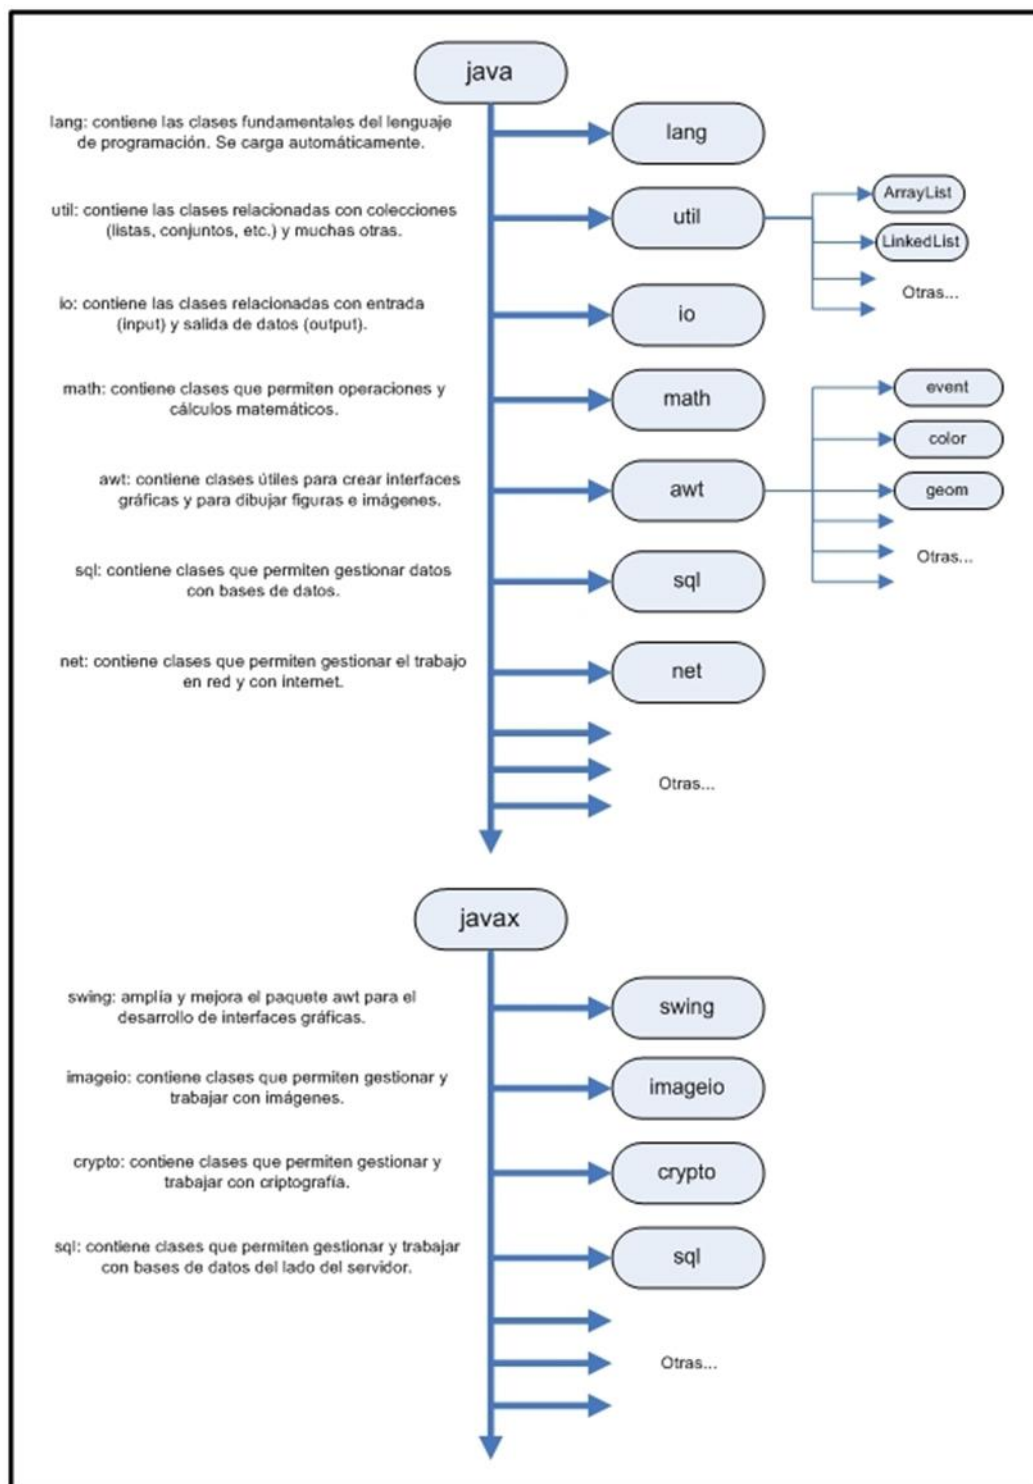 java
lang: contiene las clases fundamentales del lenguaje
de programación. Se carga automáticamente.
lang
util: contiene las clases relacionadas con colecciones
(listas, conjuntos, etc.) y muchas otras.
util
ArrayList
LinkedList
Otras...
io: contiene las clases relacionadas con entrada
(input) y salida de datos (output).
io
math: contiene clases que permiten operaciones y
cálculos matemáticos.
math
awt: contiene clases útiles para crear interfaces
gráficas y para dibujar figuras e imágenes.
awt
event
color
geom
Otras...
sql: contiene clases que permiten gestionar datos
con bases de datos.
sql
net: contiene clases que permiten gestionar el trabajo
en red y con internet.
net
Otras...
javax
swing: amplía y mejora el paquete awt para el
desarrollo de interfaces gráficas.
swing
imageio: contiene clases que permiten gestionar y
trabajar con imágenes.
imageio
crypto: contiene clases que permiten gestionar y
trabajar con criptografía.
crypto
sql: contiene clases que permiten gestionar y trabajar
con bases de datos del lado del servidor.
sql
Otras...